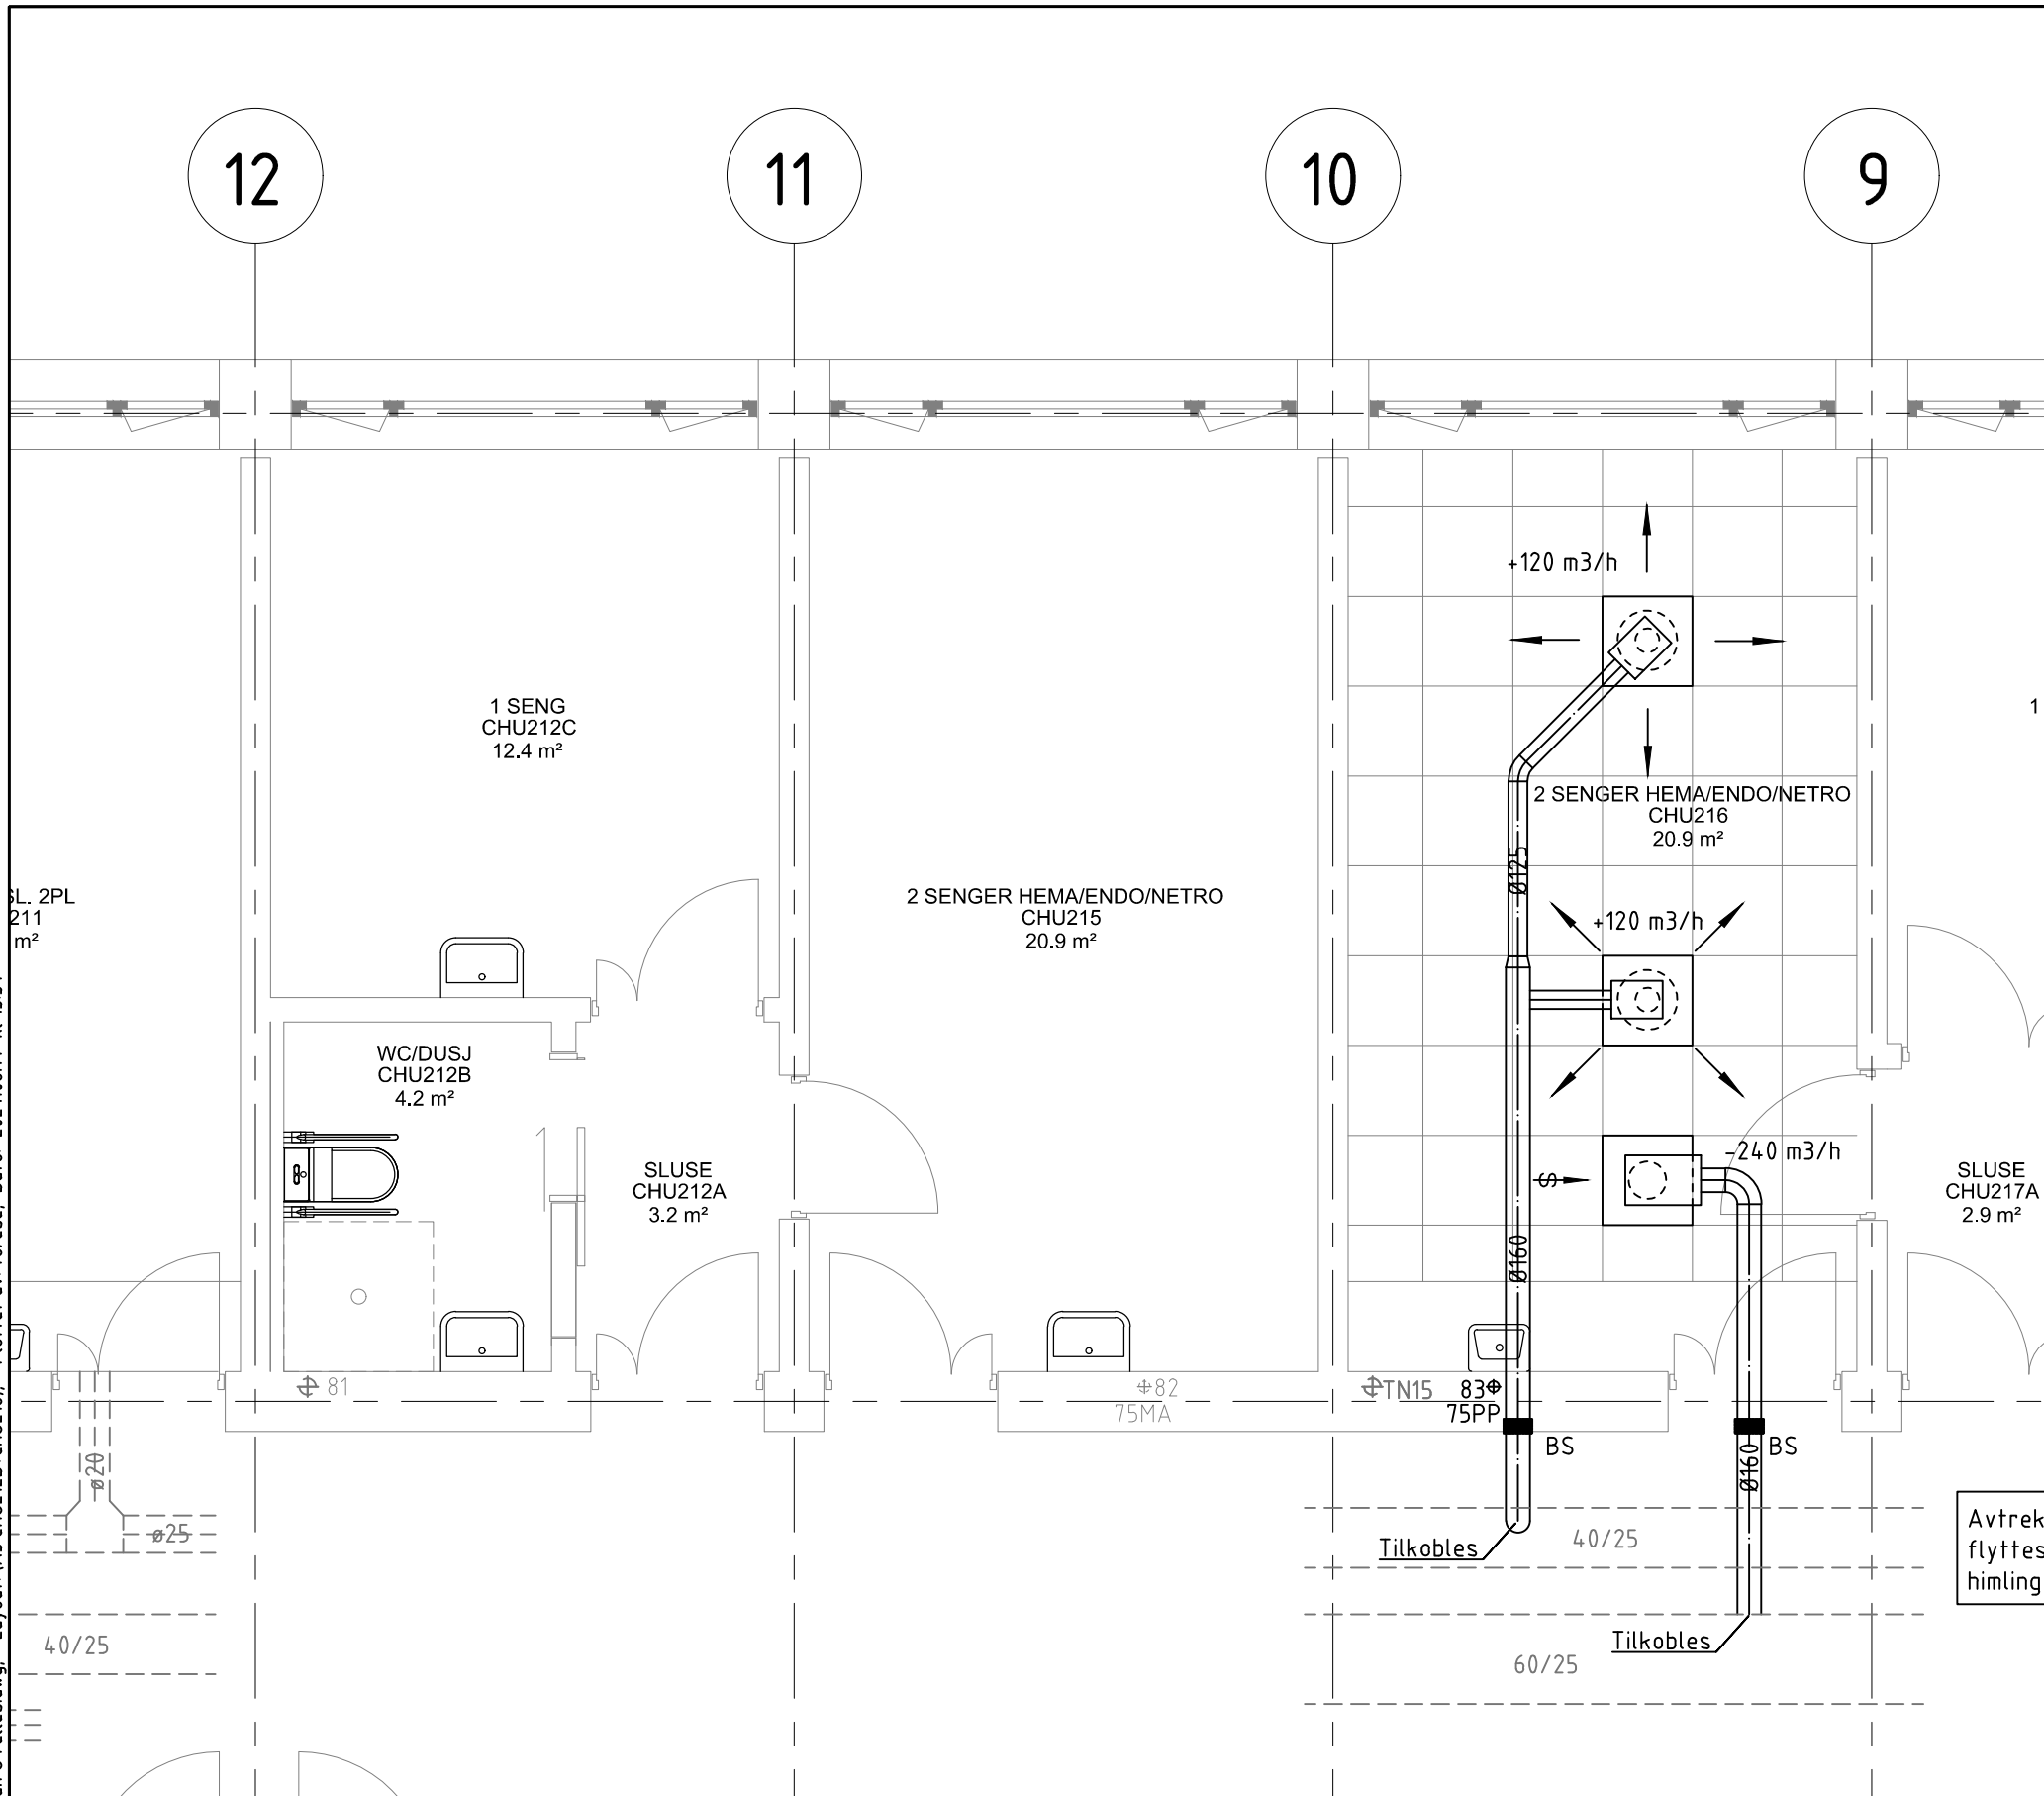 12
11
10
9
+120 m3/h
1 SENG
CHU212C
12.4 m²
1
2 SENGER HEMA/ENDO/NETRO
CHU216
20.9 m²
Ø125
SL. 2PL
211
m²
2 SENGER HEMA/ENDO/NETRO
CHU215
20.9 m²
+120 m3/h
WC/DUSJ
CHU212B
4.2 m²
-240 m3/h
S
SLUSE
CHU212A
3.2 m²
SLUSE
CHU217A
2.9 m²
Ø160
81
82
75MA
TN15
83
75PP
BS
BS
Ø160
ø20
ø25
Tilkobles
40/25
Avtrek
flyttes
himling
40/25
Tilkobles
60/25